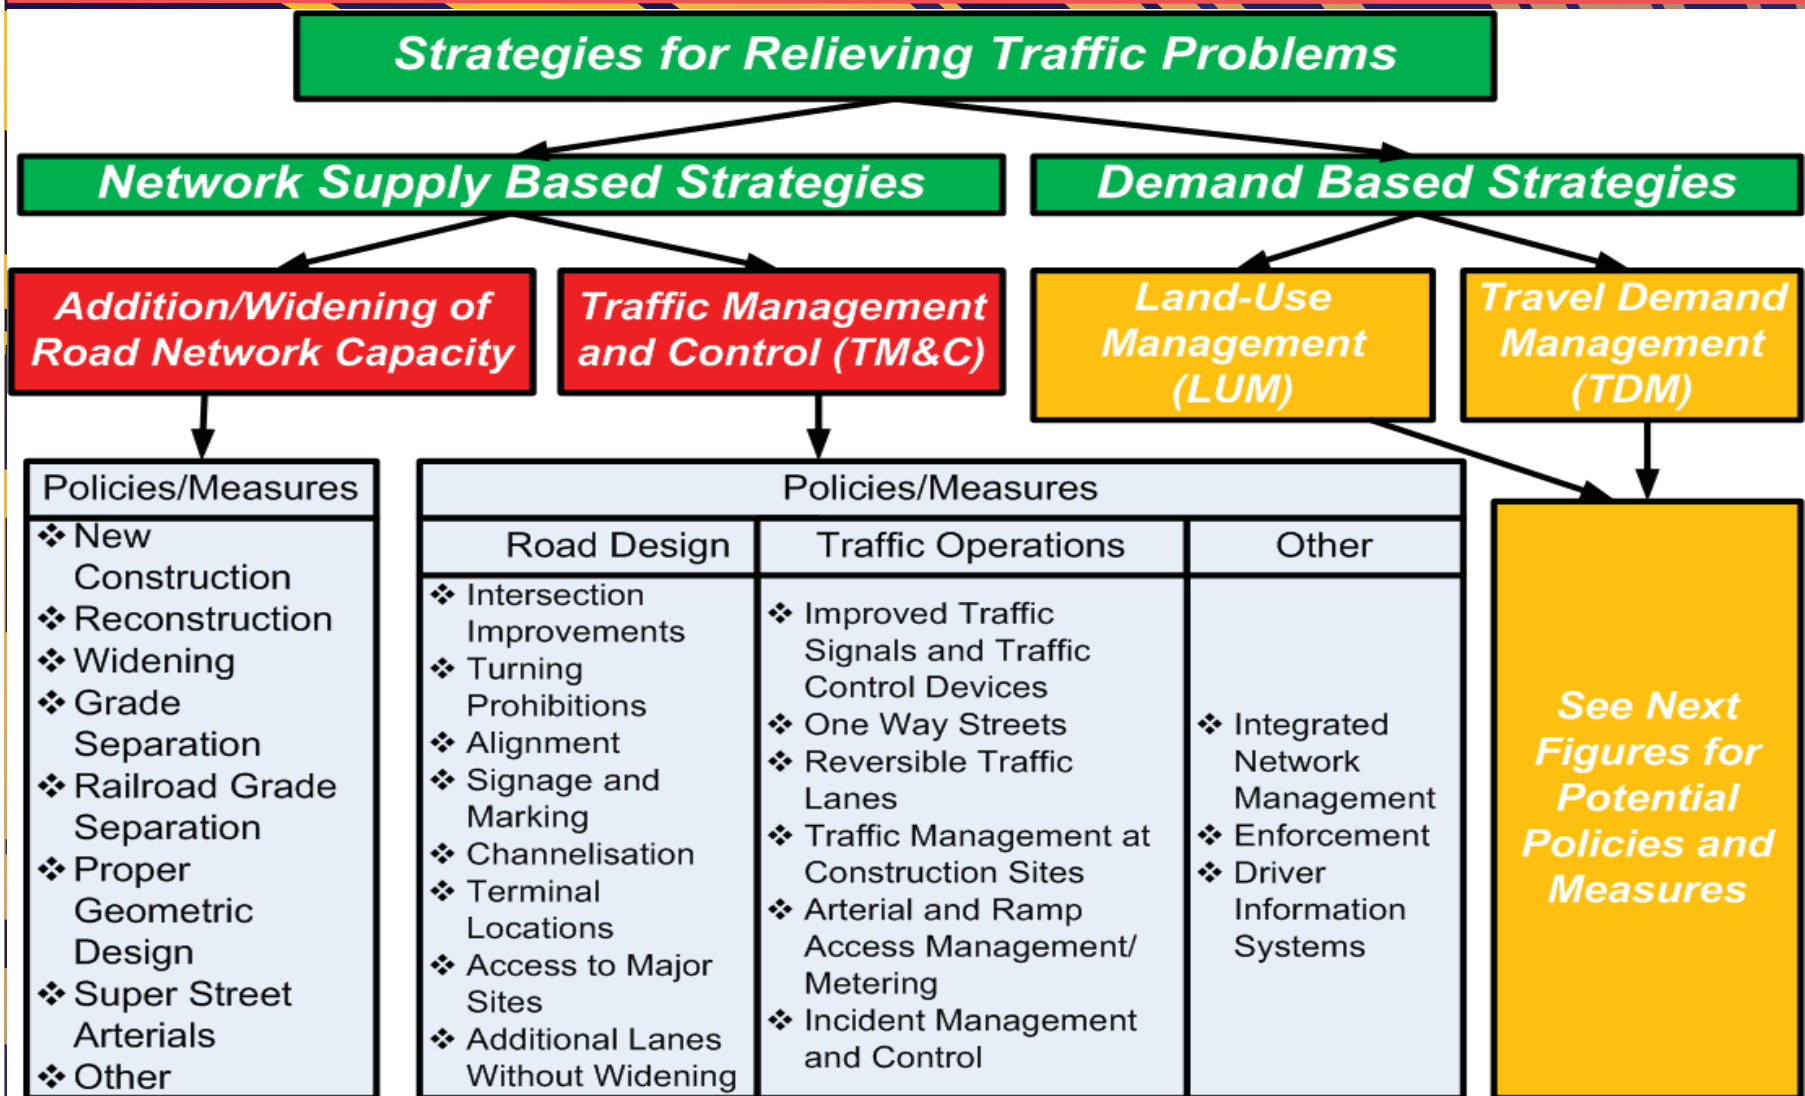 Strategies for Relieving Traffic Problems
Network Supply Based Strategies
Demand Based Strategies
Addition/Widening of
Road Network Capacity
Traffic Management
and Control (TM&C)
Land-Use
Management
(LUM)
Travel Demand
Management
(TDM)
Policies/Measures
❖ New
Construction
❖ Reconstruction
❖ Widening
❖ Grade
Separation
❖ Railroad Grade
Separation
❖ Proper
Geometric
Design
❖ Super Street
Arterials
❖ Other
Policies/Measures
Road Design
❖ Intersection
Improvements
❖ Turning
Prohibitions
❖ Alignment
❖ Signage and
Marking
❖ Channelisation
❖ Terminal
Locations
❖ Access to Major
Sites
❖ Additional Lanes
Without Widening
Traffic Operations
❖ Improved Traffic
Signals and Traffic
Control Devices
❖ One Way Streets
❖ Reversible Traffic
Lanes
❖ Traffic Management at
Construction Sites
❖ Arterial and Ramp
Access Management/
Metering
❖ Incident Management
and Control
Other
❖ Integrated
Network
Management
❖ Enforcement
❖ Driver
Information
Systems
See Next
Figures for
Potential
Policies and
Measures